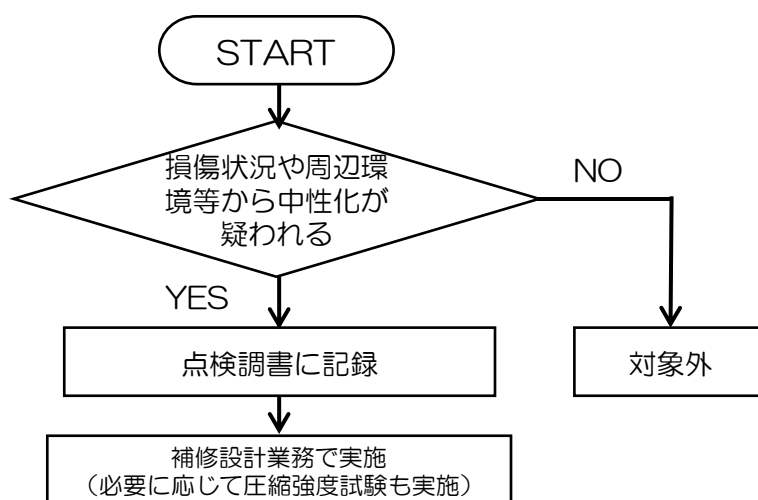 START
損傷状況や周辺環
境等から中性化が
疑われる
NO
YES
点検調書に記録
対象外
補修設計業務で実施
（必要に応じて圧縮強度試験も実施）